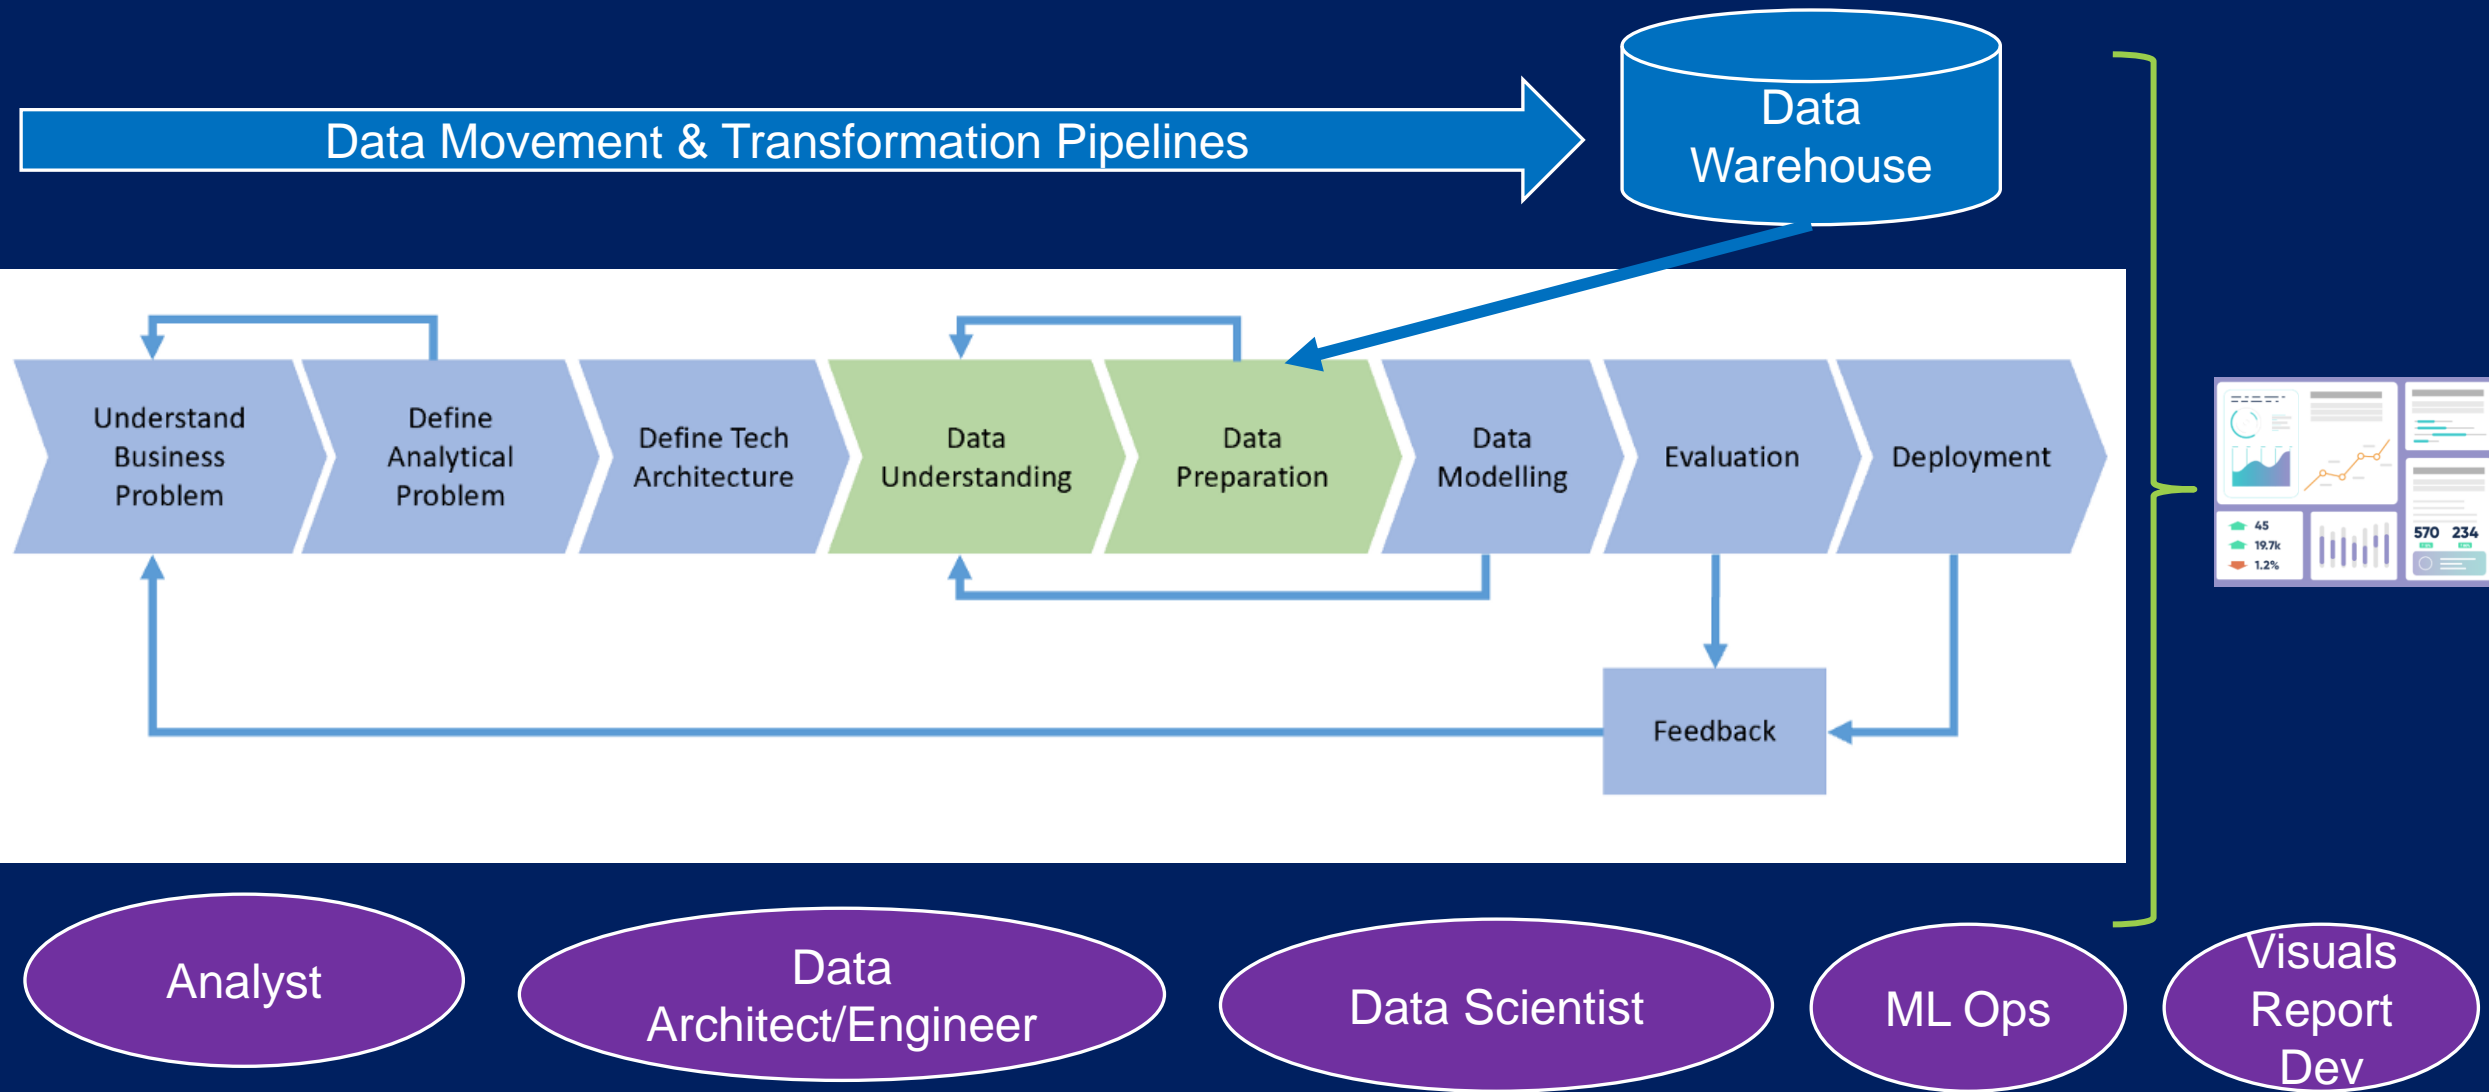 Data Movement & Transformation Pipelines
Data
Warehouse
Understand
Business
Problem
Define
Analytical
Problem
Define Tech
Architecture
Data
Understanding
Data
Preparation
Data
Modelling
Evaluation
Deployment
Feedback
45
19.7k
1.2%
570 234
Analyst
Data
Architect/Engineer
Data Scientist
ML Ops
Visuals
Report
Dev